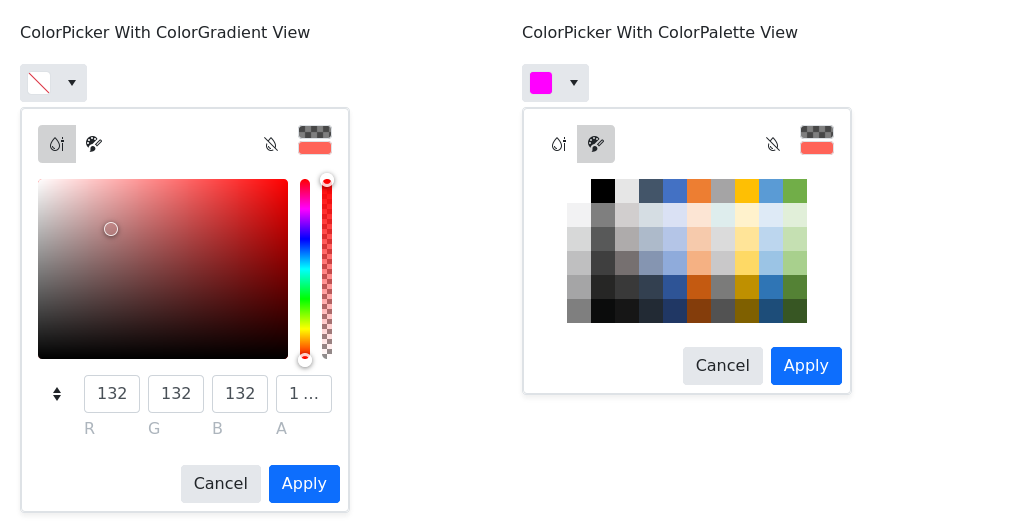 ColorPicker With ColorGradient View
132 132 132 1 ...
R G B A
Cancel Apply
ColorPicker With ColorPalette View
Cancel Apply